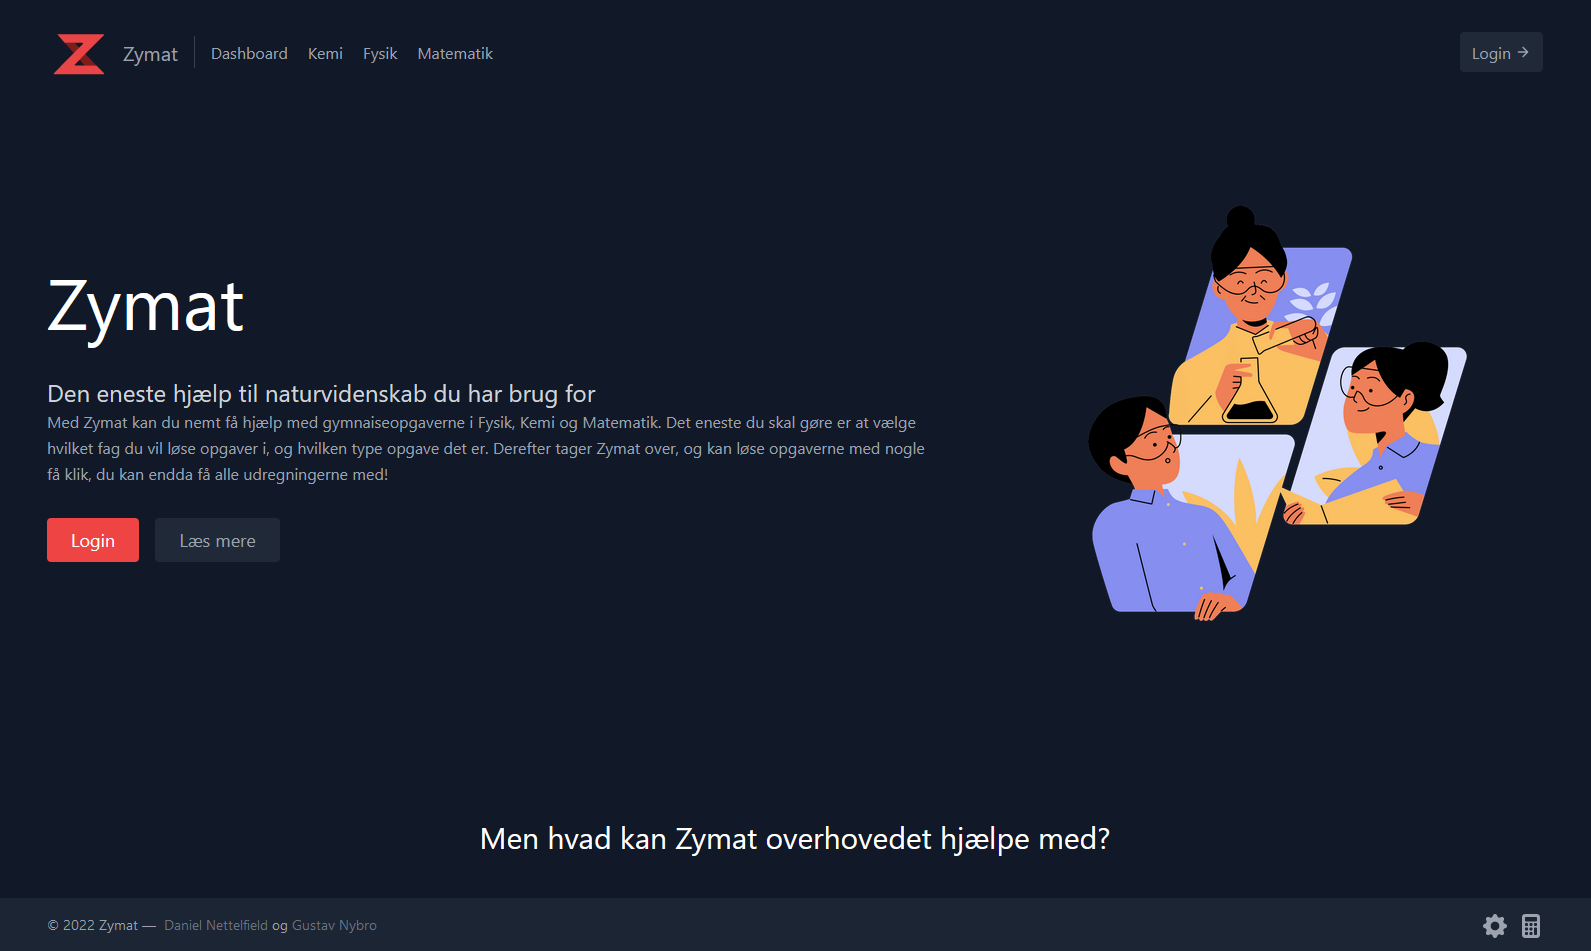 Zymat Dashboard Kemi Fysik Matematik Login →
Zymat
Den eneste hjælp til naturvidenskab du har brug for
Med Zymat kan du nemt få hjælp med gymnaiseopgaverne i Fysik, Kemi og Matematik. Det eneste du skal gøre er at vælge
hvilket fag du vil løse opgaver i, og hvilken type opgave det er. Derefter tager Zymat over, og kan løse opgaverne med nogle
få klik, du kan endda få alle udregningerne med!
Login Læs mere
Men hvad kan Zymat overhovedet hjælpe med?
© 2022 Zymat — Daniel Nettelfield og Gustav Nybro